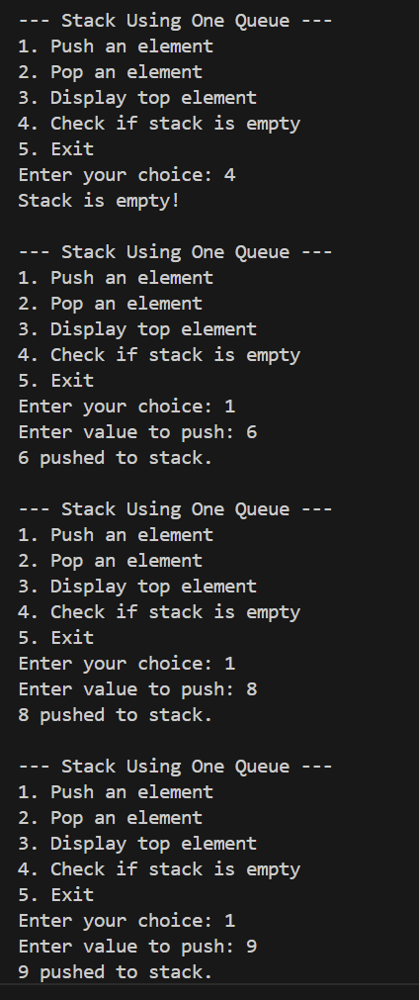 --- Stack Using One Queue ---
1. Push an element
2. Pop an element
3. Display top element
4. Check if stack is empty
5. Exit
Enter your choice: 4
Stack is empty!

--- Stack Using One Queue ---
1. Push an element
2. Pop an element
3. Display top element
4. Check if stack is empty
5. Exit
Enter your choice: 1
Enter value to push: 6
6 pushed to stack.

--- Stack Using One Queue ---
1. Push an element
2. Pop an element
3. Display top element
4. Check if stack is empty
5. Exit
Enter your choice: 1
Enter value to push: 8
8 pushed to stack.

--- Stack Using One Queue ---
1. Push an element
2. Pop an element
3. Display top element
4. Check if stack is empty
5. Exit
Enter your choice: 1
Enter value to push: 9
9 pushed to stack.